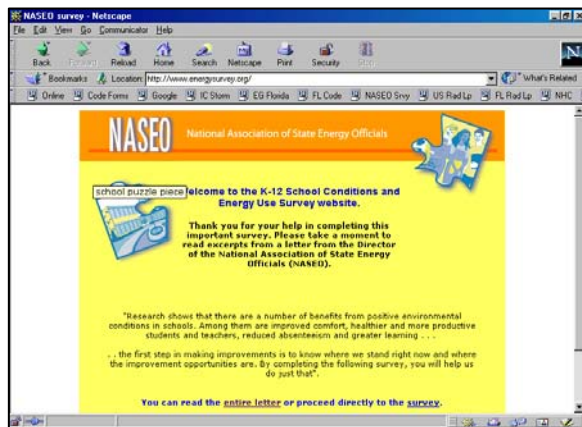 NASEO survey - Netscape
File Edit View Go Communicator Help
Back Forward Reload Home Search Netscape Print Security Stop
Bookmarks Location: http://www.energysurvey.org/ What's Related
Online Code Forms Google IC Storm EG Florida FL Code NASEO Srvy US Rad Lp FL Rad Lp NHC
NASEO National Association of State Energy Officials
school puzzle piece
elcome to the K-12 School Conditions and
Energy Use Survey website.
Thank you for your help in completing this
important survey. Please take a moment to
read excerpts from a letter from the Director
of the National Association of State Energy
Officials (NASEO).
"Research shows that there are a number of benefits from positive environmental
conditions in schools. Among them are improved comfort, healthier and more productive
students and teachers, reduced absenteeism and greater learning . . .
. . the first step in making improvements is to know where we stand right now and where
the improvement opportunities are. By completing the following survey, you will help us
do just that".
You can read the entire letter or proceed directly to the survey.